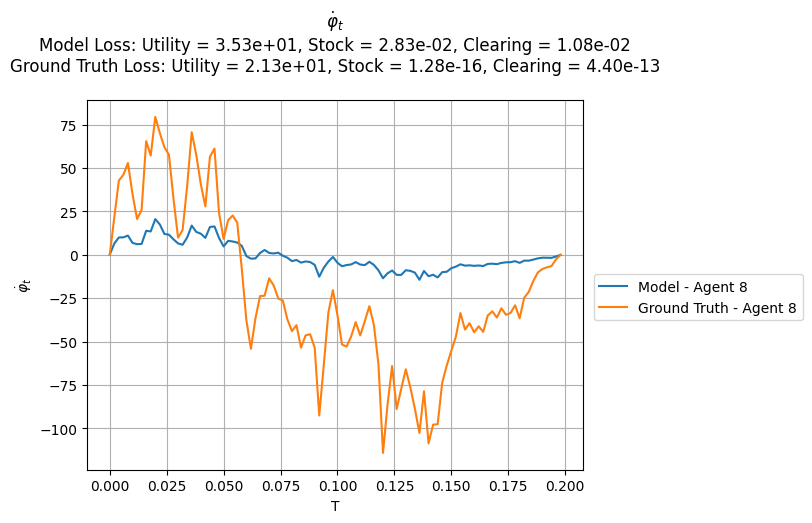 φ̇_t
Model Loss: Utility = 3.53e+01, Stock = 2.83e-02, Clearing = 1.08e-02
Ground Truth Loss: Utility = 2.13e+01, Stock = 1.28e-16, Clearing = 4.40e-13
75
50
25
0
−25
−50
−75
−100
φ̇_t
0.000 0.025 0.050 0.075 0.100 0.125 0.150 0.175 0.200
T
Model - Agent 8
Ground Truth - Agent 8